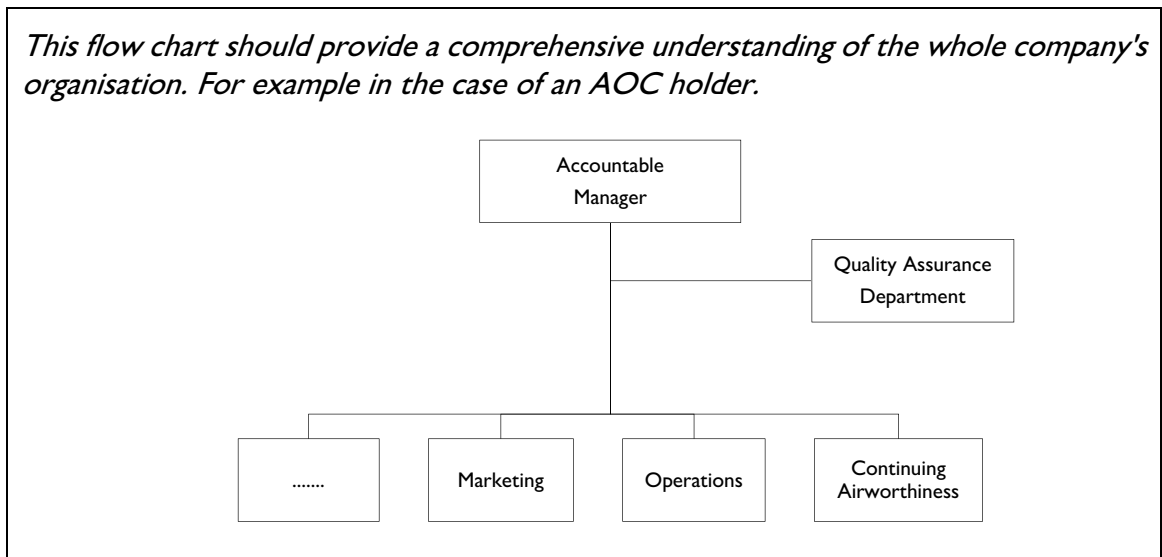 This flow chart should provide a comprehensive understanding of the whole company's
organisation. For example in the case of an AOC holder.
Accountable
Manager
Quality Assurance
Department
.......
Marketing
Operations
Continuing
Airworthiness